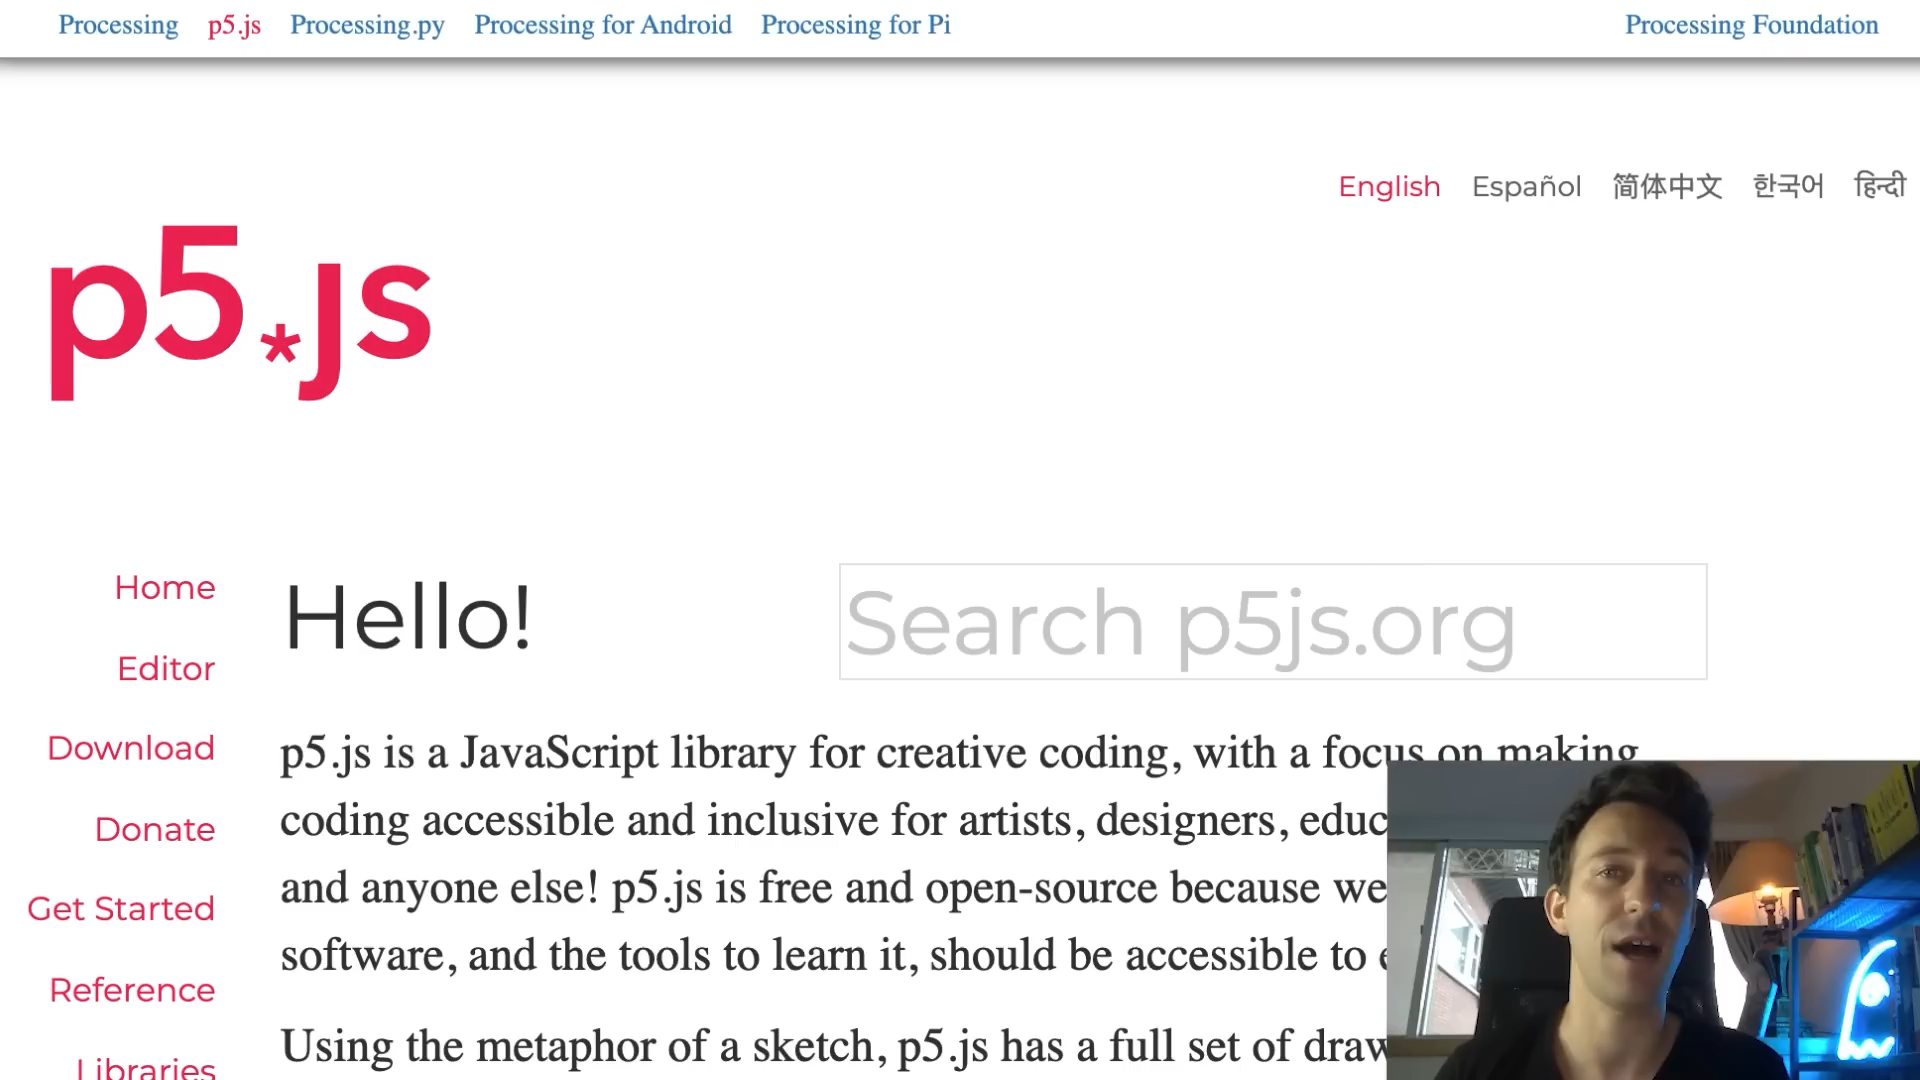 Processing p5.js Processing.py Processing for Android Processing for Pi Processing Foundation
English Español 简体中文 한국어 हिन्दी
p5*js
Home
Editor
Download
Donate
Get Started
Reference
Libraries
Hello!
Search p5js.org
p5.js is a JavaScript library for creative coding, with a focus on making
coding accessible and inclusive for artists, designers, educ
and anyone else! p5.js is free and open-source because we
software, and the tools to learn it, should be accessible to
Using the metaphor of a sketch, p5.js has a full set of draw